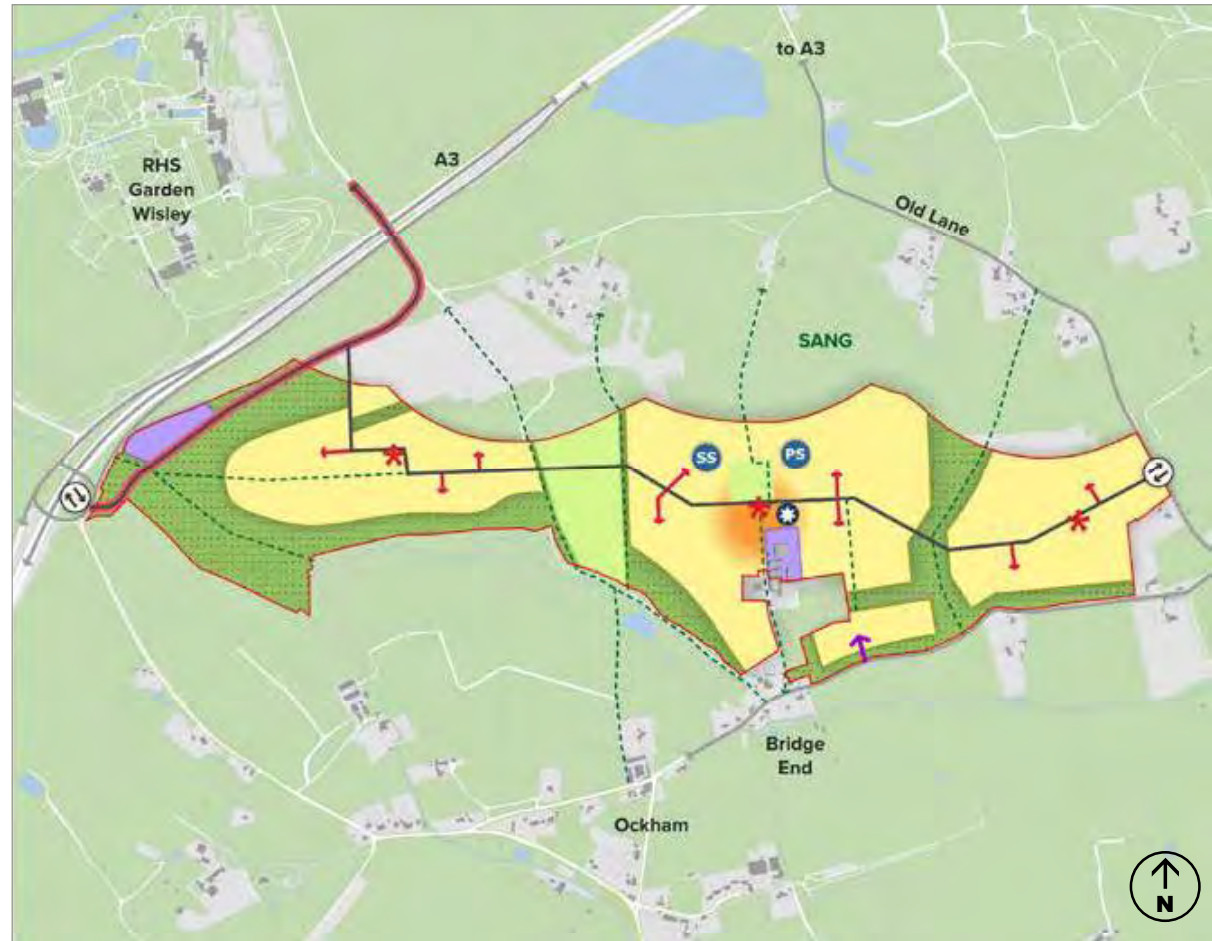 to A3
A3
RHS
Garden
Wisley
Old Lane
SANG
SS
PS
Bridge
End
Ockham
N